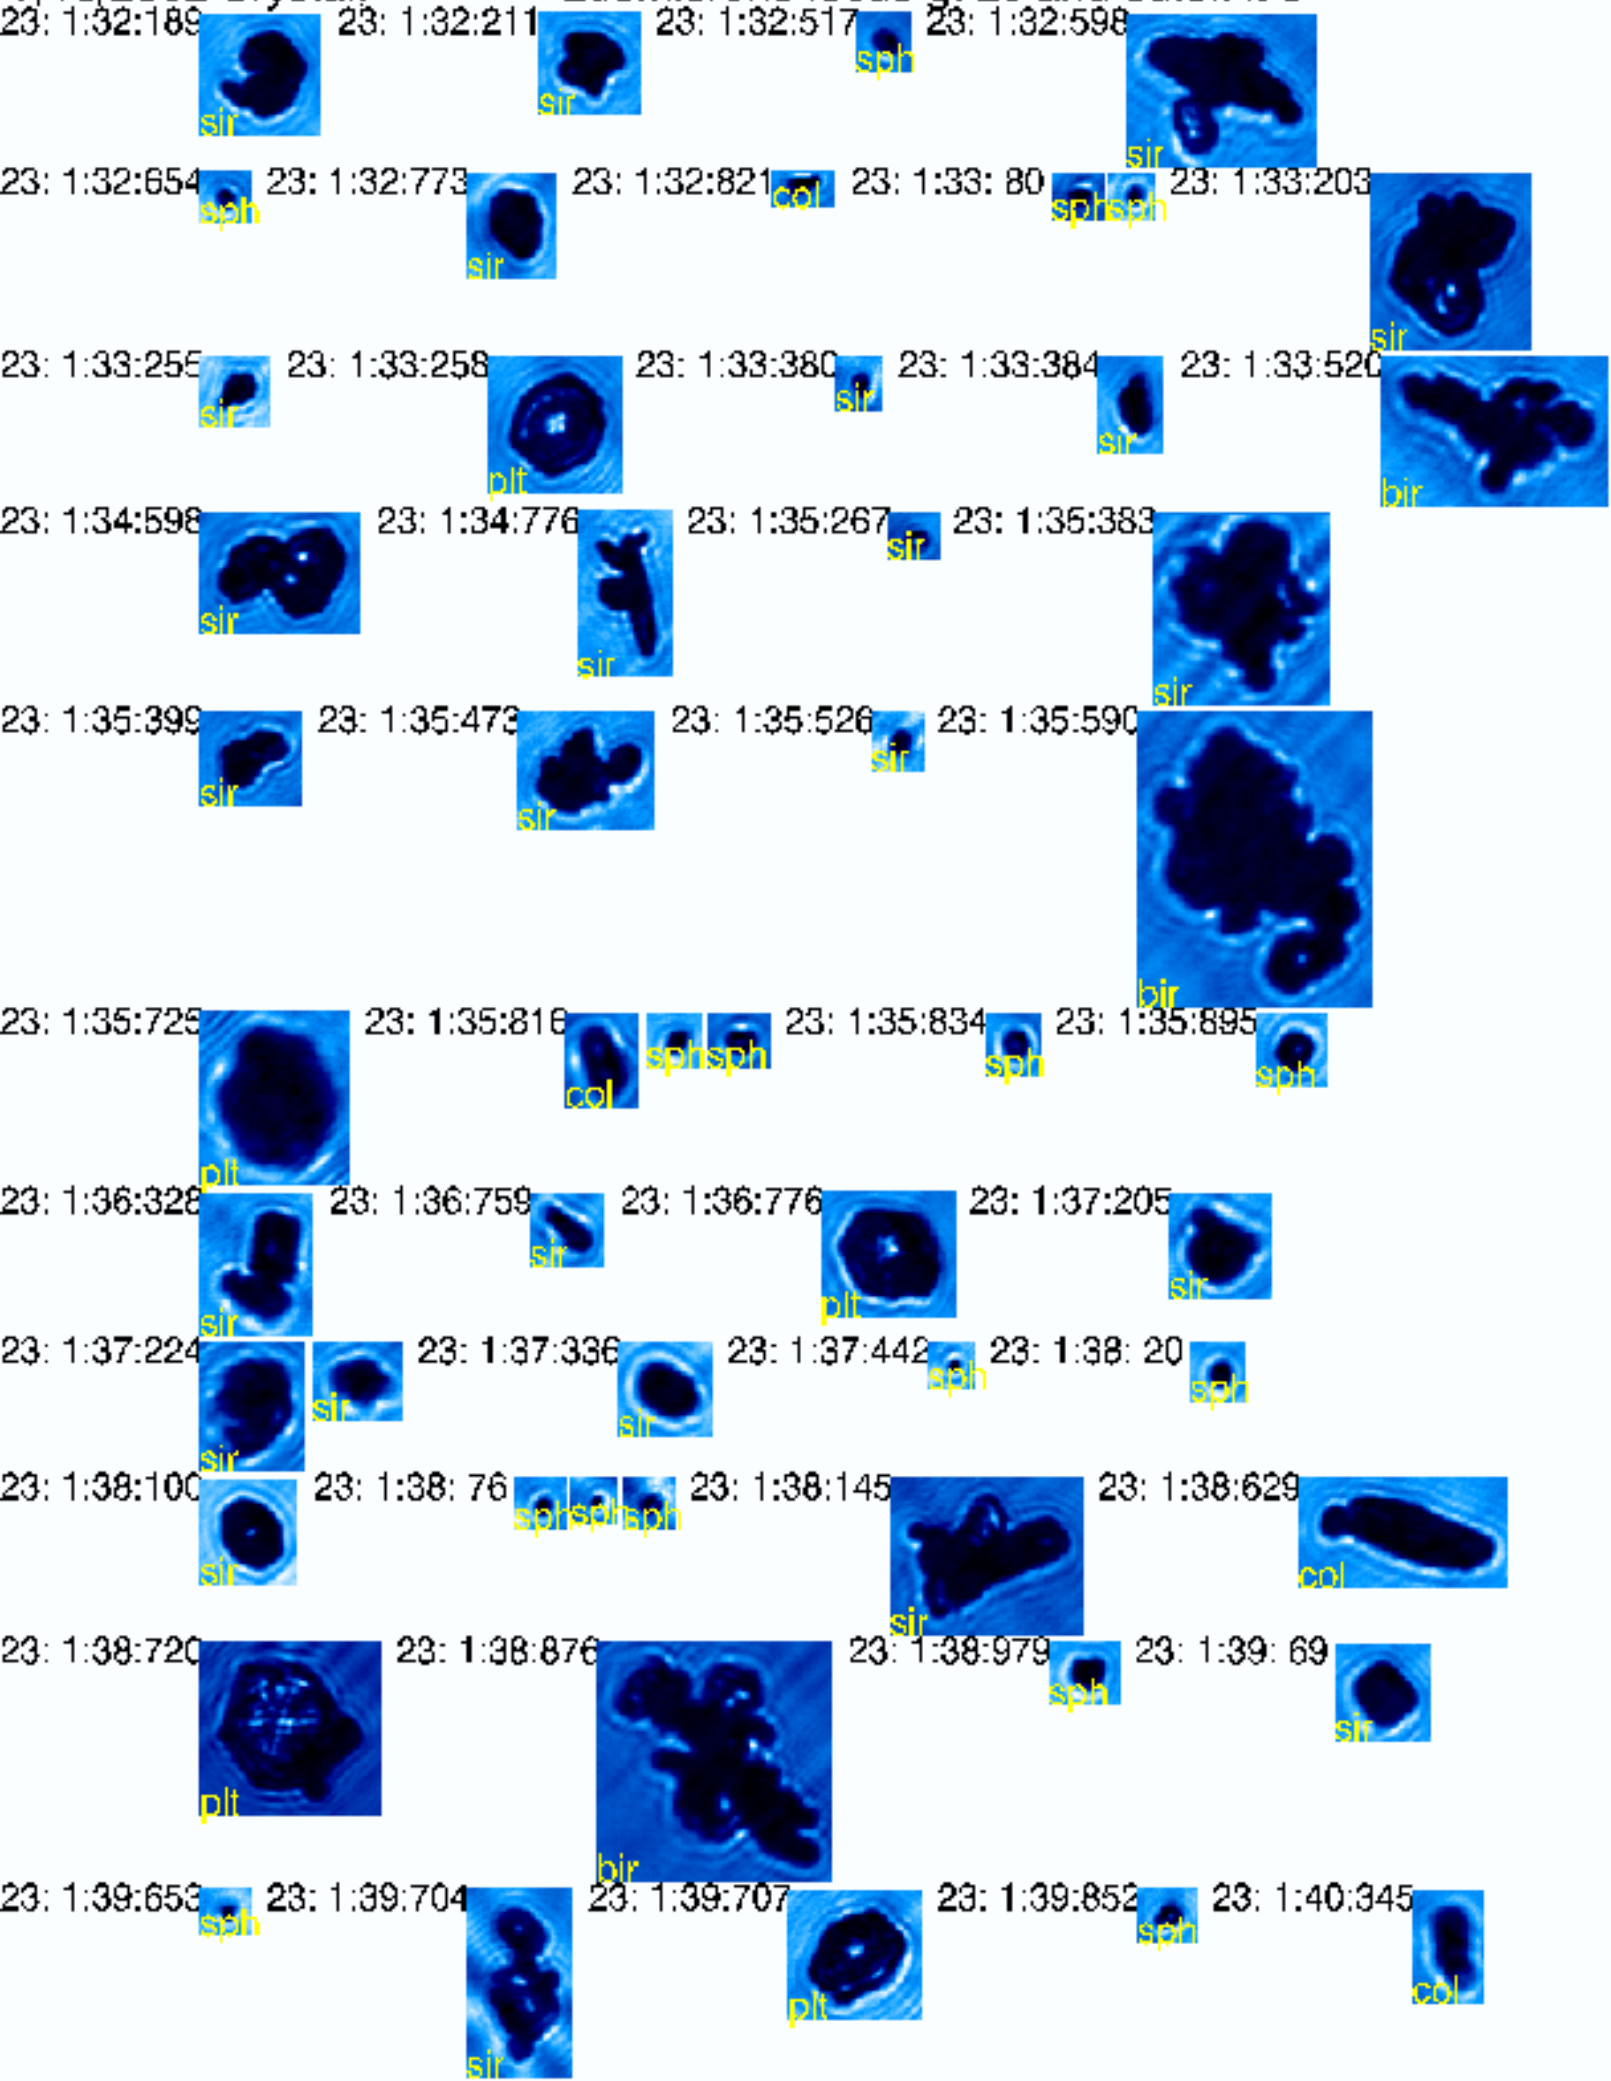 23: 1:32:189 sir 23: 1:32:211 sir 23: 1:32:517 sph 23: 1:32:598 sir
23: 1:32:654 sph 23: 1:32:773 sir 23: 1:32:821 col 23: 1:33: 80 sph sph 23: 1:33:203 sir
23: 1:33:255 sir 23: 1:33:258 plt 23: 1:33:380 sir 23: 1:33:384 sir 23: 1:33:520 bir
23: 1:34:598 sir 23: 1:34:776 sir 23: 1:35:267 sir 23: 1:35:383 sir
23: 1:35:399 sir 23: 1:35:473 sir 23: 1:35:526 sir 23: 1:35:590 bir
23: 1:35:725 plt 23: 1:35:816 col sph sph 23: 1:35:834 sph 23: 1:35:895 sph
23: 1:36:328 sir 23: 1:36:759 sir 23: 1:36:776 plt 23: 1:37:205 sir
23: 1:37:224 sir sir 23: 1:37:336 sir 23: 1:37:442 sph 23: 1:38: 20 sph
23: 1:38:100 sir 23: 1:38: 76 sph sph sph 23: 1:38:145 sir 23: 1:38:629 col
23: 1:38:720 plt 23: 1:38:876 bir 23: 1:38:979 sph 23: 1:39: 69 sir
23: 1:39:653 sph 23: 1:39:704 sir 23: 1:39:707 plt 23: 1:39:852 sph 23: 1:40:345 col